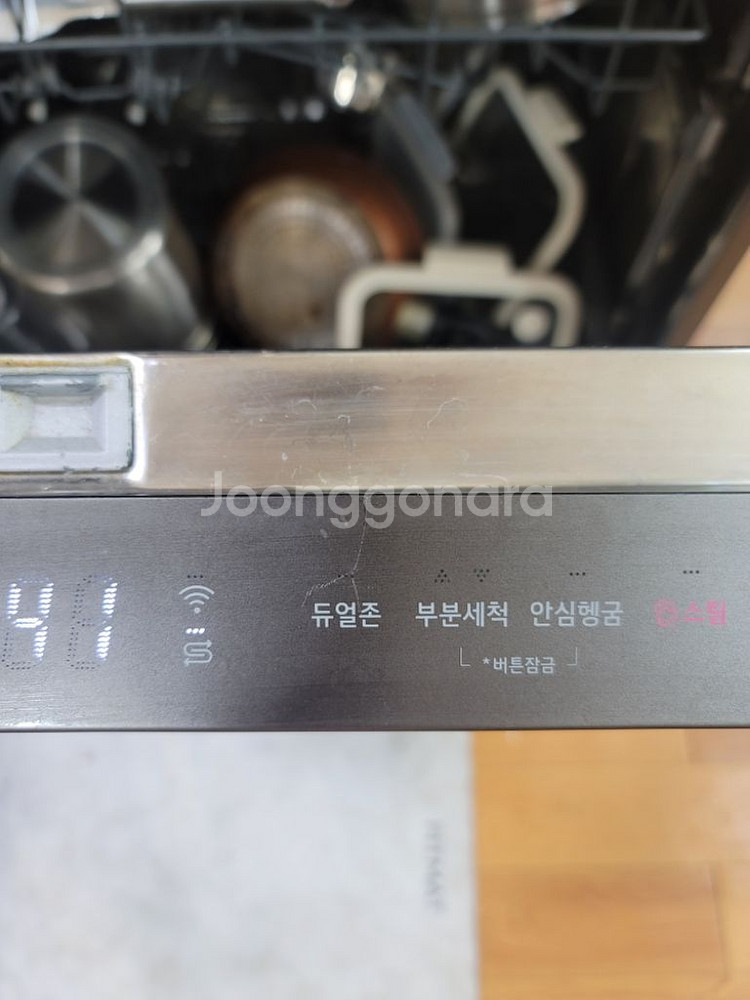 Joonggonara
41
듀얼존 부분세척 안심헹굼 스팀
*버튼잠금